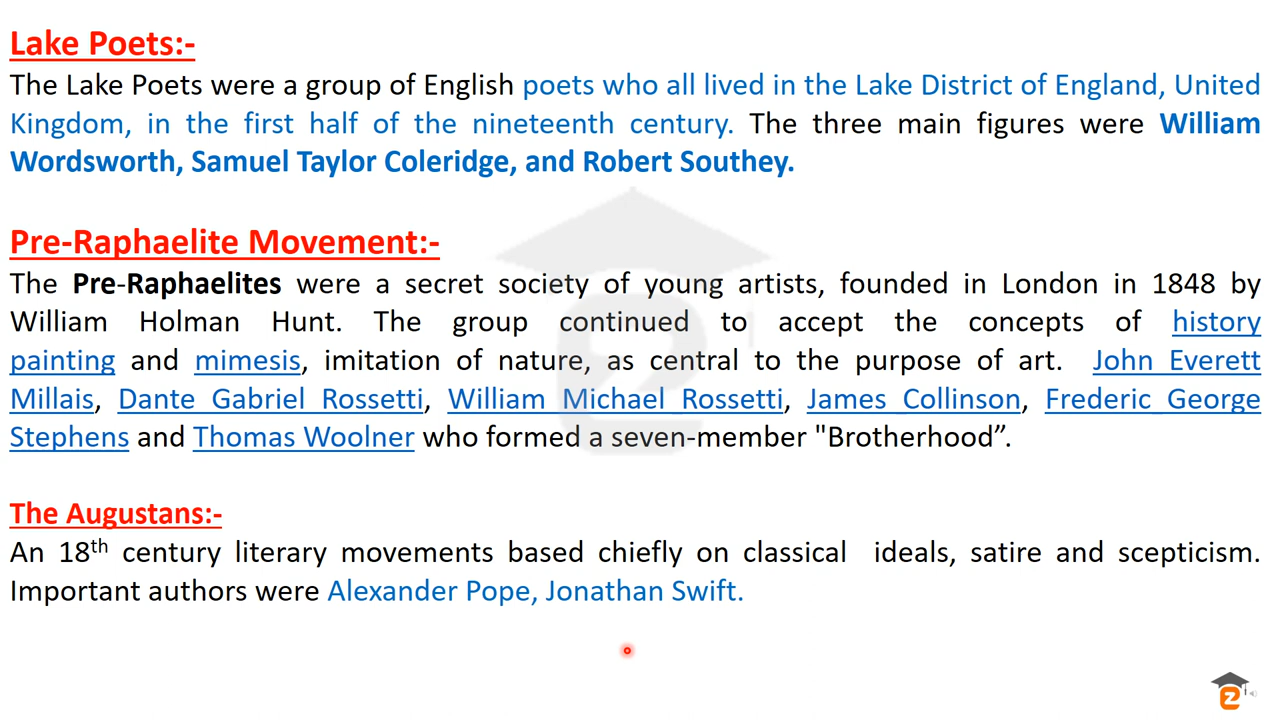 Lake Poets:-
The Lake Poets were a group of English poets who all lived in the Lake District of England, United
Kingdom, in the first half of the nineteenth century. The three main figures were William
Wordsworth, Samuel Taylor Coleridge, and Robert Southey.
Pre-Raphaelite Movement:-
The Pre-Raphaelites were a secret society of young artists, founded in London in 1848 by
William Holman Hunt. The group continued to accept the concepts of history
painting and mimesis, imitation of nature, as central to the purpose of art. John Everett
Millais, Dante Gabriel Rossetti, William Michael Rossetti, James Collinson, Frederic George
Stephens and Thomas Woolner who formed a seven-member "Brotherhood”.
The Augustans:-
An 18th century literary movements based chiefly on classical ideals, satire and scepticism.
Important authors were Alexander Pope, Jonathan Swift.